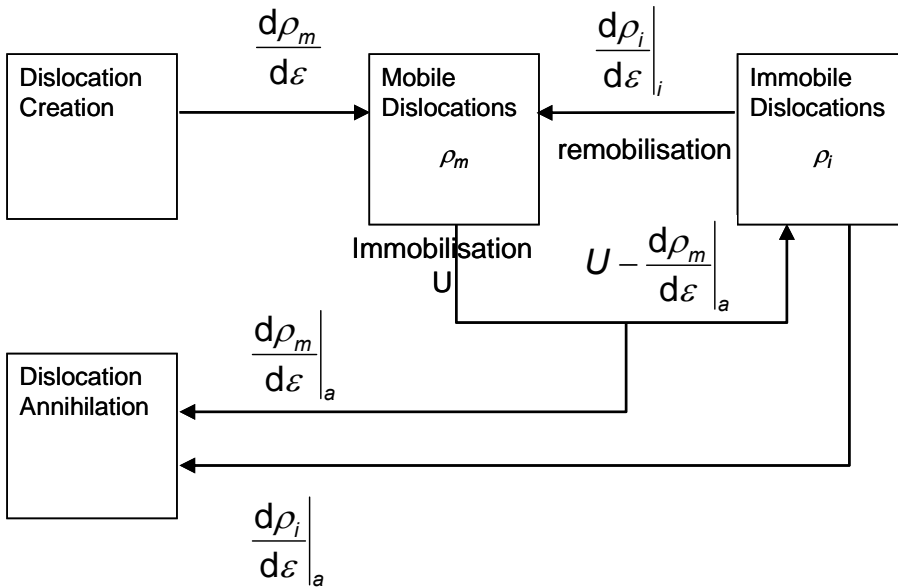 Dislocation
Creation
dρm
dε
Mobile
Dislocations
ρm
dρi
dε |i
remobilisation
Immobile
Dislocations
ρi
Immobilisation
U
U − dρm
dε |a
dρm
dε |a
Dislocation
Annihilation
dρi
dε |a